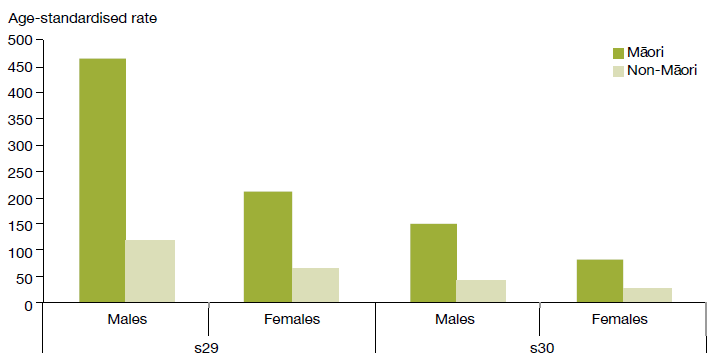 Age-standardised rate
500
450
400
350
300
250
200
150
100
50
0
Māori
Non-Māori
Males Females Males Females
s29 s30